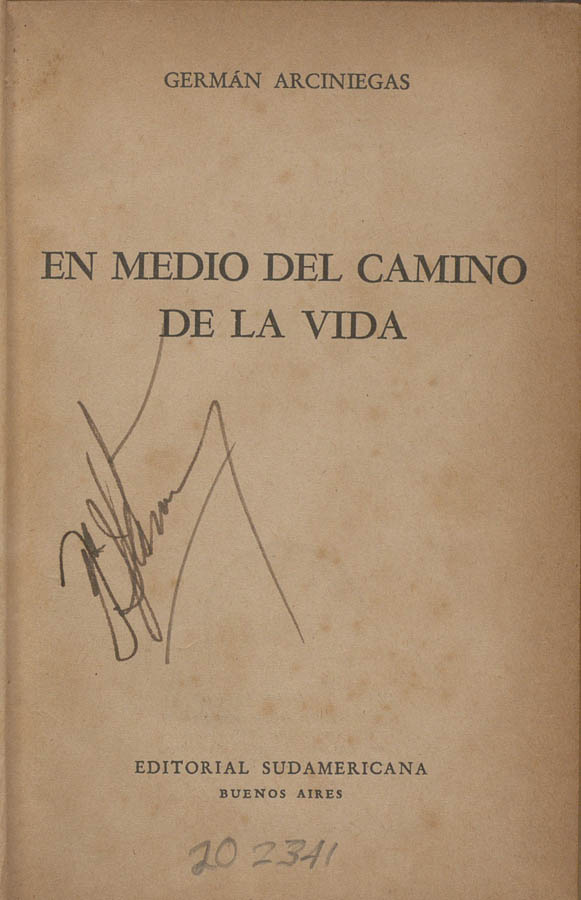 GERMÁN ARCINIEGAS
EN MEDIO DEL CAMINO
DE LA VIDA
EDITORIAL SUDAMERICANA
BUENOS AIRES
20 2341